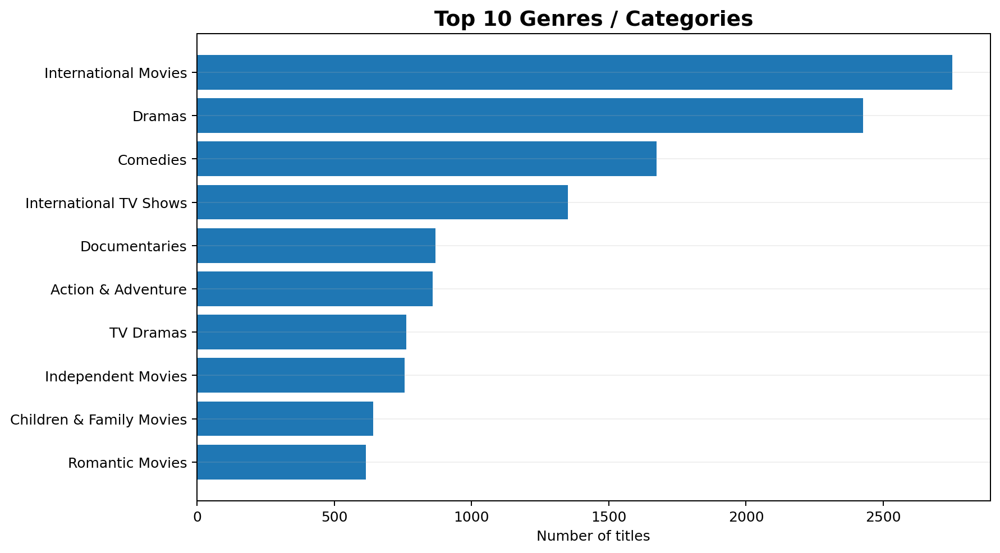 Top 10 Genres / Categories
International Movies
Dramas
Comedies
International TV Shows
Documentaries
Action & Adventure
TV Dramas
Independent Movies
Children & Family Movies
Romantic Movies
0 500 1000 1500 2000 2500
Number of titles